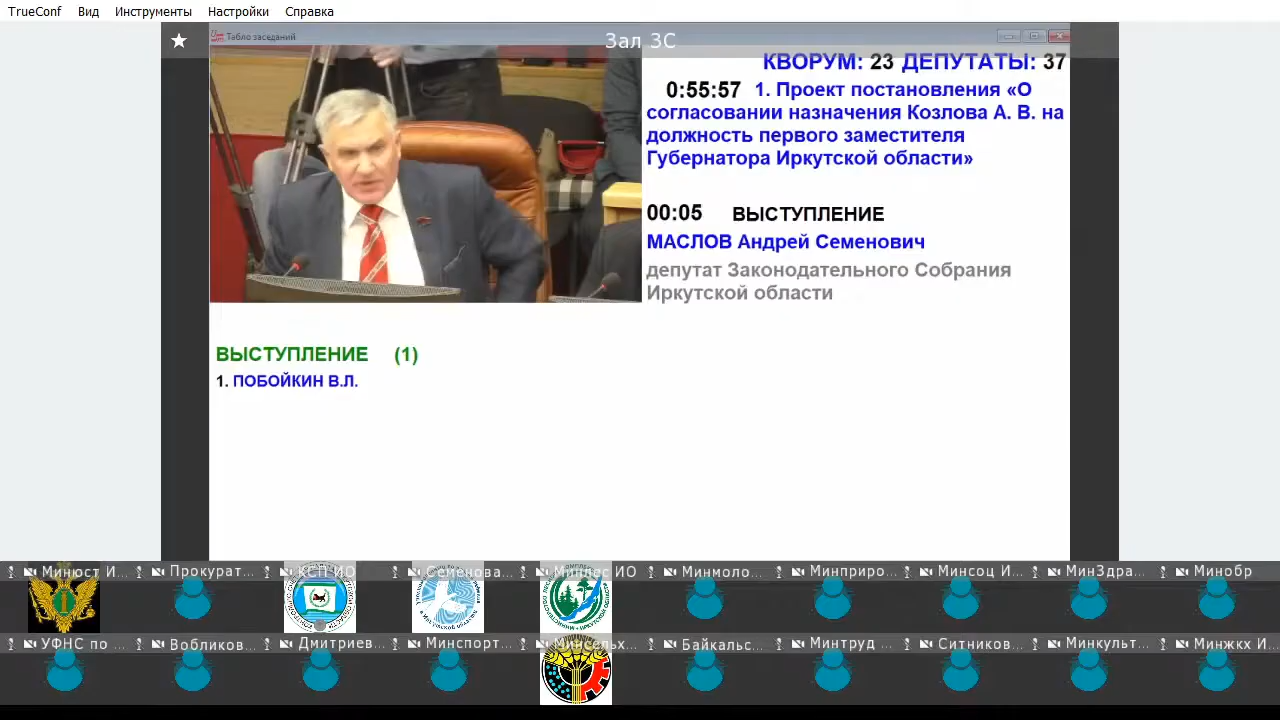 TrueConf Вид Инструменты Настройки Справка
Табло заседаний
Зал ЗС
КВОРУМ: 23 ДЕПУТАТЫ: 37
0:55:57 1. Проект постановления «О
согласовании назначения Козлова А. В. на
должность первого заместителя
Губернатора Иркутской области»
00:05 ВЫСТУПЛЕНИЕ
МАСЛОВ Андрей Семенович
депутат Законодательного Собрания
Иркутской области
ВЫСТУПЛЕНИЕ (1)
1. ПОБОЙКИН В.Л.
Минюст И... Прокурат... КСП ИО Семенова... Минлес ИО Минмоло... Минприро... Минсоц И... МинЗдра... Минобр
УФНС по ... Вобликов... Дмитриев... Минспорт... Минсельх... Байкальс... Минтруд ... Ситников... Минкульт... Минжкх И...